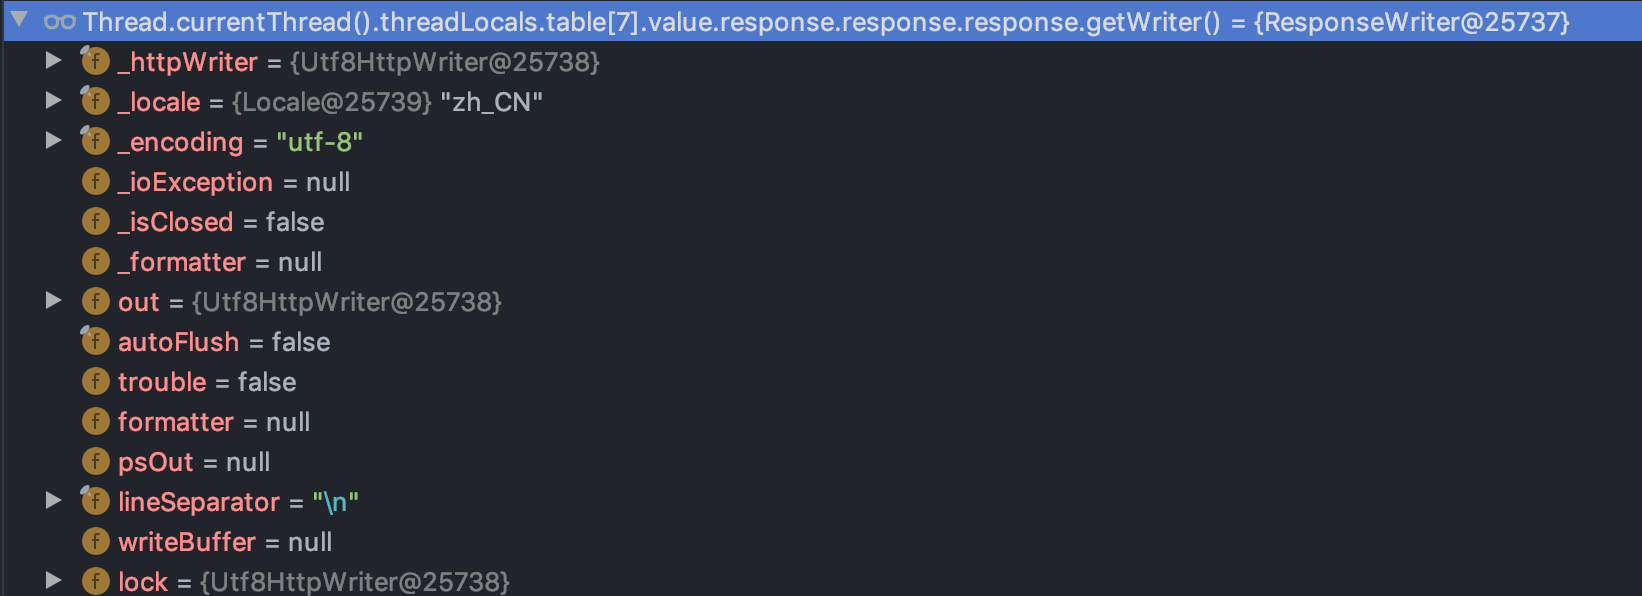 Thread.currentThread().threadLocals.table[7].value.response.response.response.getWriter() = {ResponseWriter@25737}
f _httpWriter = {Utf8HttpWriter@25738}
f _locale = {Locale@25739} "zh_CN"
f _encoding = "utf-8"
f _ioException = null
f _isClosed = false
f _formatter = null
f out = {Utf8HttpWriter@25738}
f autoFlush = false
f trouble = false
f formatter = null
f psOut = null
f lineSeparator = "\n"
f writeBuffer = null
f lock = {Utf8HttpWriter@25738}